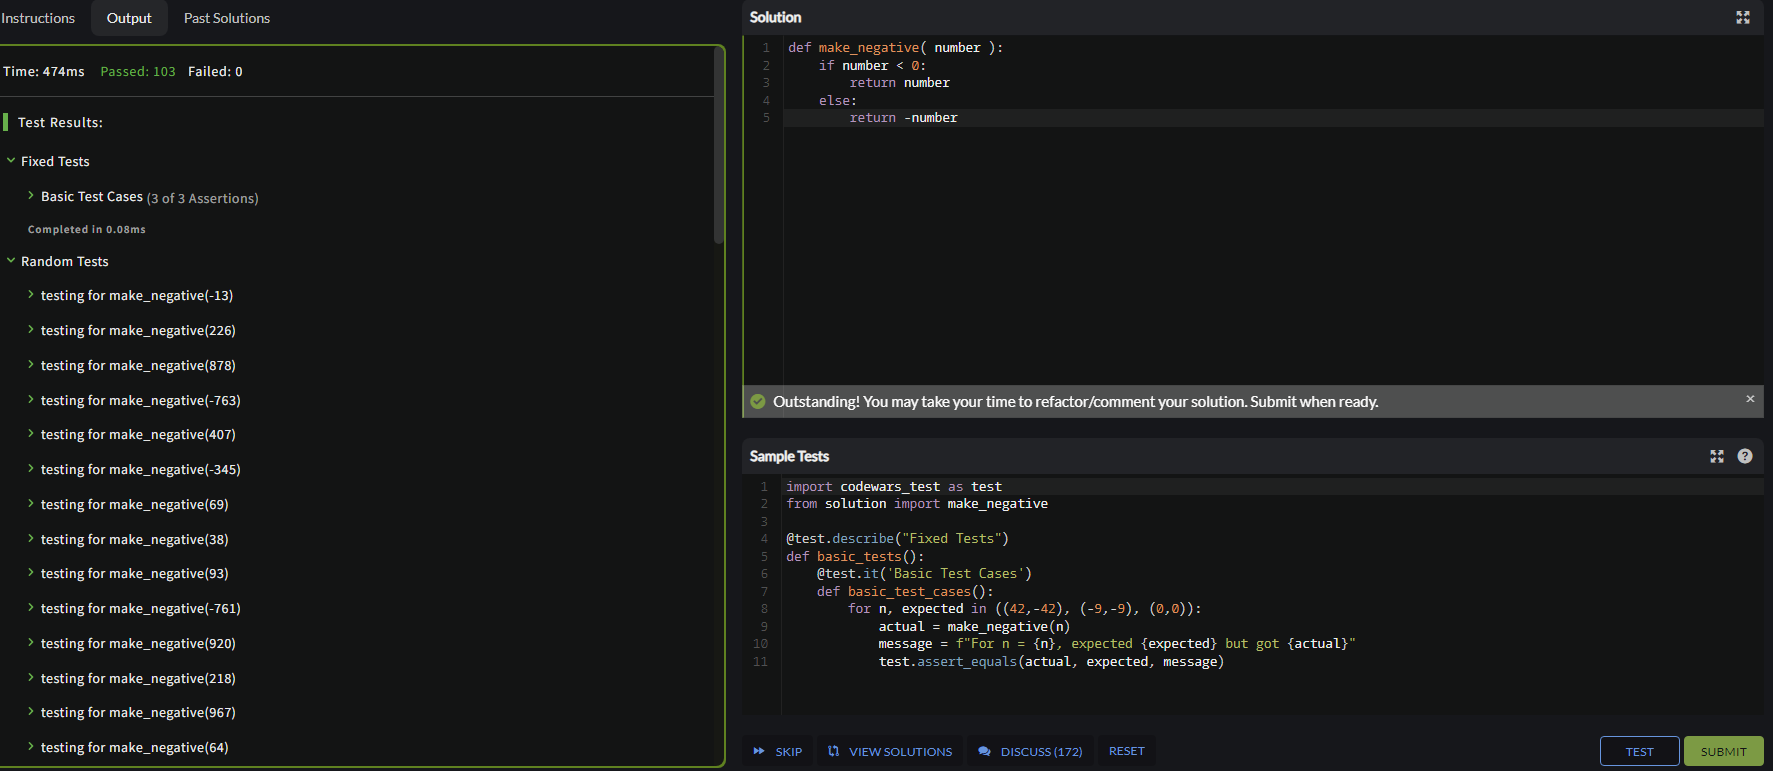 Instructions Output Past Solutions
Time: 474ms Passed: 103 Failed: 0
Test Results:
Fixed Tests
Basic Test Cases (3 of 3 Assertions)
Completed in 0.08ms
Random Tests
testing for make_negative(-13)
testing for make_negative(226)
testing for make_negative(878)
testing for make_negative(-763)
testing for make_negative(407)
testing for make_negative(-345)
testing for make_negative(69)
testing for make_negative(38)
testing for make_negative(93)
testing for make_negative(-761)
testing for make_negative(920)
testing for make_negative(218)
testing for make_negative(967)
testing for make_negative(64)
Solution
1 def make_negative( number ):
2     if number < 0:
3         return number
4     else:
5         return -number
Outstanding! You may take your time to refactor/comment your solution. Submit when ready.
Sample Tests
1 import codewars_test as test
2 from solution import make_negative
3
4 @test.describe("Fixed Tests")
5 def basic_tests():
6     @test.it('Basic Test Cases')
7     def basic_test_cases():
8         for n, expected in ((42,-42), (-9,-9), (0,0)):
9             actual = make_negative(n)
10             message = f"For n = {n}, expected {expected} but got {actual}"
11             test.assert_equals(actual, expected, message)
SKIP VIEW SOLUTIONS DISCUSS (172) RESET TEST SUBMIT